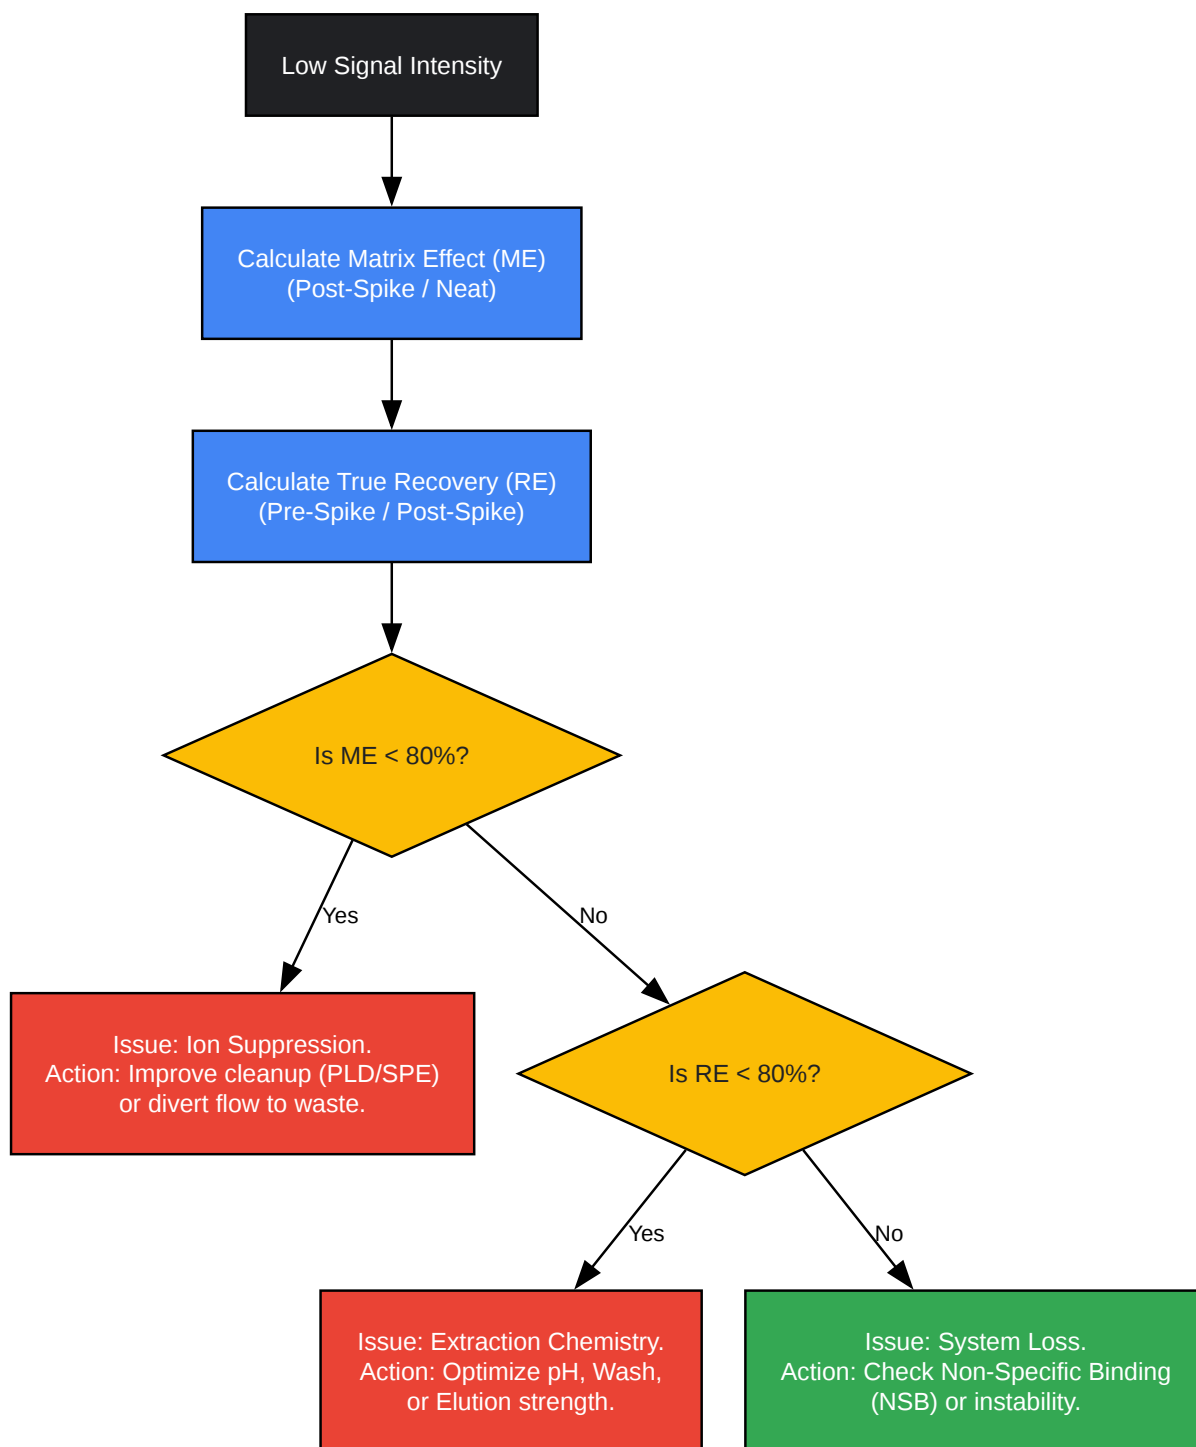 Low Signal Intensity
Calculate Matrix Effect (ME)
(Post-Spike / Neat)
Calculate True Recovery (RE)
(Pre-Spike / Post-Spike)
Is ME < 80%?
Yes
No
Issue: Ion Suppression.
Action: Improve cleanup (PLD/SPE)
or divert flow to waste.
Is RE < 80%?
Yes
No
Issue: Extraction Chemistry.
Action: Optimize pH, Wash,
or Elution strength.
Issue: System Loss.
Action: Check Non-Specific Binding
(NSB) or instability.